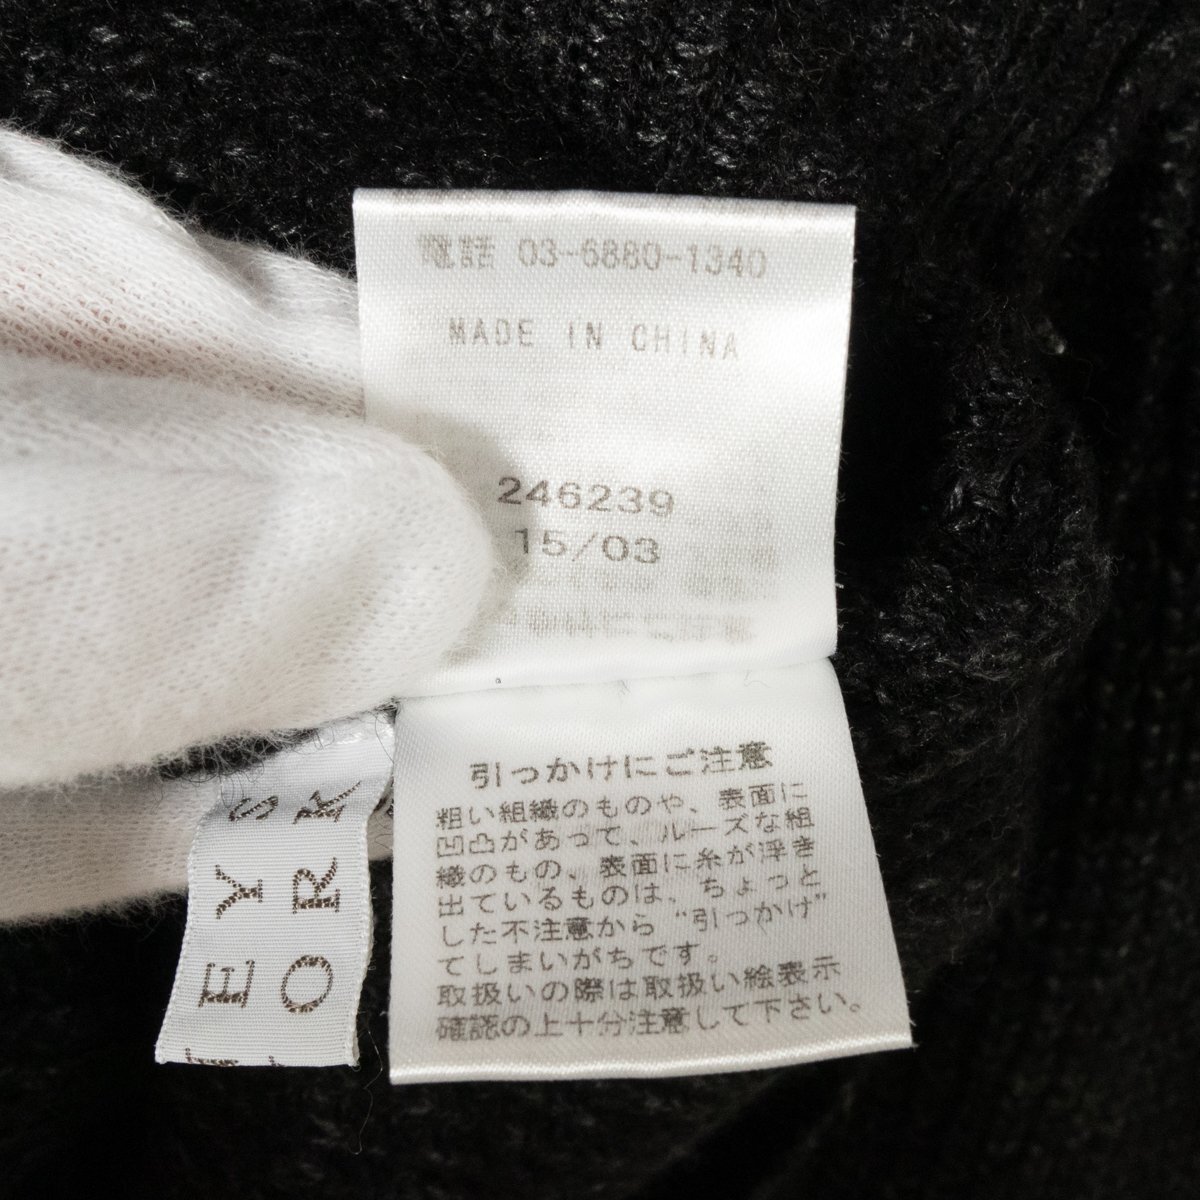 電話 03-6880-1340
MADE IN CHINA
246239
15/03
引っかけにご注意
粗い組織のものや、表面に
凹凸があって、ルーズな組
織のもの、表面に糸が浮き
出ているものは、ちょっと
した不注意から“引っかけ”
てしまいがちです。
取扱いの際は取扱い絵表示
確認の上十分注意して下さい。
EY S
ORK